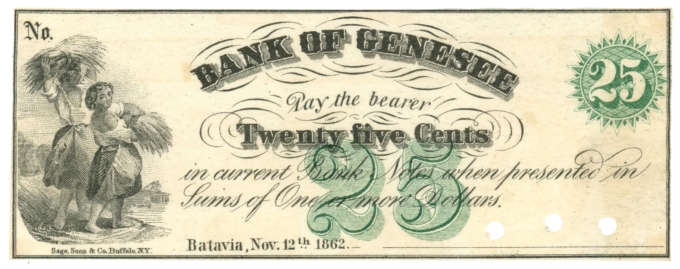 No.
BANK OF GENESEE
25
Pay the bearer
Twenty five Cents
25
in current Bank Notes when presented in
Sums of One or more Dollars.
Batavia, Nov. 12th 1862.
Sage, Sons & Co. Buffalo, N.Y.